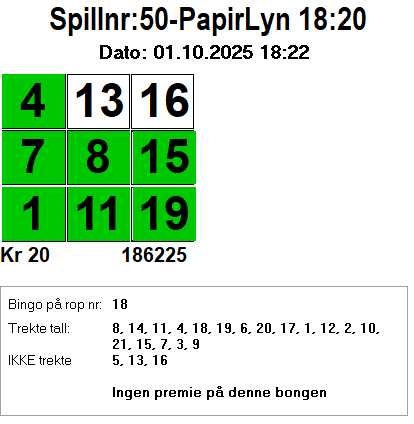 Spillnr:50-PapirLyn 18:20
Dato: 01.10.2025 18:22
4 13 16
7 8 15
1 11 19
Kr 20 186225
Bingo på rop nr: 18
Trekte tall: 8, 14, 11, 4, 18, 19, 6, 20, 17, 1, 12, 2, 10,
21, 15, 7, 3, 9
IKKE trekte 5, 13, 16
Ingen premie på denne bongen